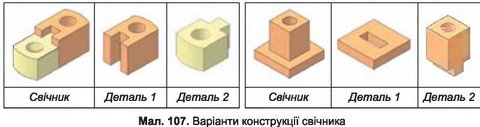 Свічник Деталь 1 Деталь 2 Свічник Деталь 1 Деталь 2
Мал. 107. Варіанти конструкції свічника